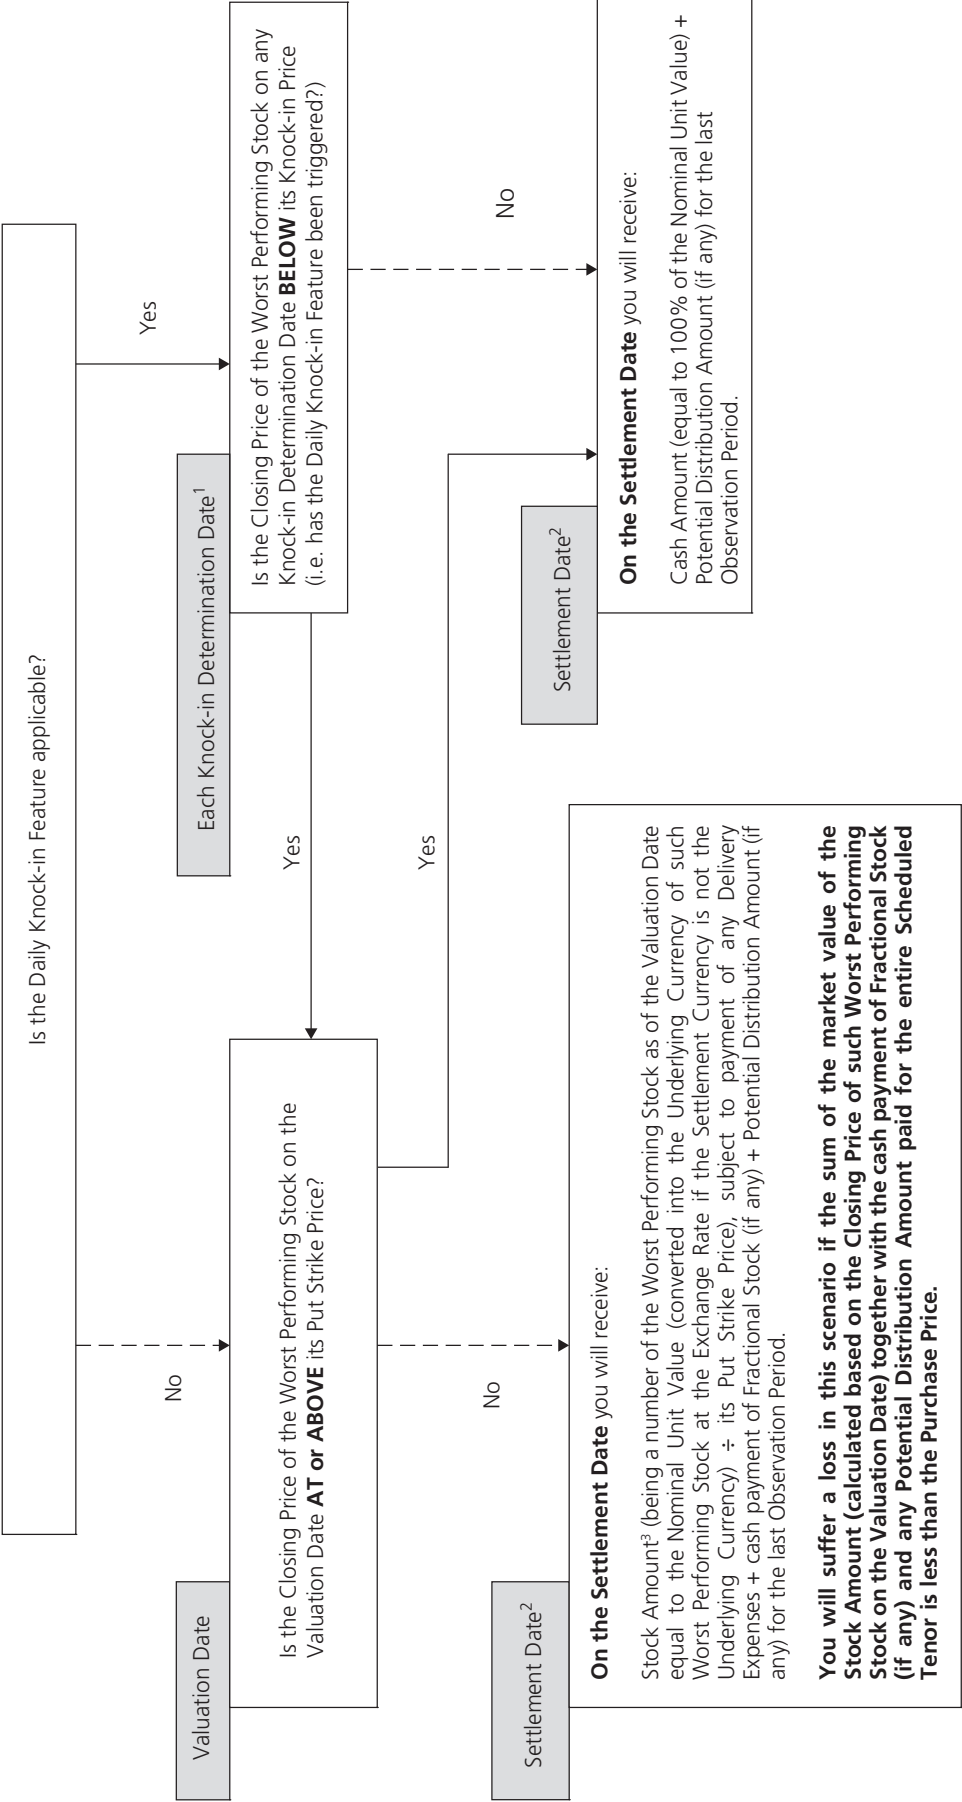 Is the Daily Knock-in Feature applicable?
No
Yes
Valuation Date
Is the Closing Price of the Worst Performing Stock on the
Valuation Date AT or ABOVE its Put Strike Price?
Yes
Each Knock-in Determination Date1
Is the Closing Price of the Worst Performing Stock on any
Knock-in Determination Date BELOW its Knock-in Price
(i.e. has the Daily Knock-in Feature been triggered?)
No
Yes
No
Settlement Date2
On the Settlement Date you will receive:
Stock Amount3 (being a number of the Worst Performing Stock as of the Valuation Date
equal to the Nominal Unit Value (converted into the Underlying Currency of such
Worst Performing Stock at the Exchange Rate if the Settlement Currency is not the
Underlying Currency) ÷ its Put Strike Price), subject to payment of any Delivery
Expenses + cash payment of Fractional Stock (if any) + Potential Distribution Amount (if
any) for the last Observation Period.
You will suffer a loss in this scenario if the sum of the market value of the
Stock Amount (calculated based on the Closing Price of such Worst Performing
Stock on the Valuation Date) together with the cash payment of Fractional Stock
(if any) and any Potential Distribution Amount paid for the entire Scheduled
Tenor is less than the Purchase Price.
Settlement Date2
On the Settlement Date you will receive:
Cash Amount (equal to 100% of the Nominal Unit Value) +
Potential Distribution Amount (if any) for the last
Observation Period.